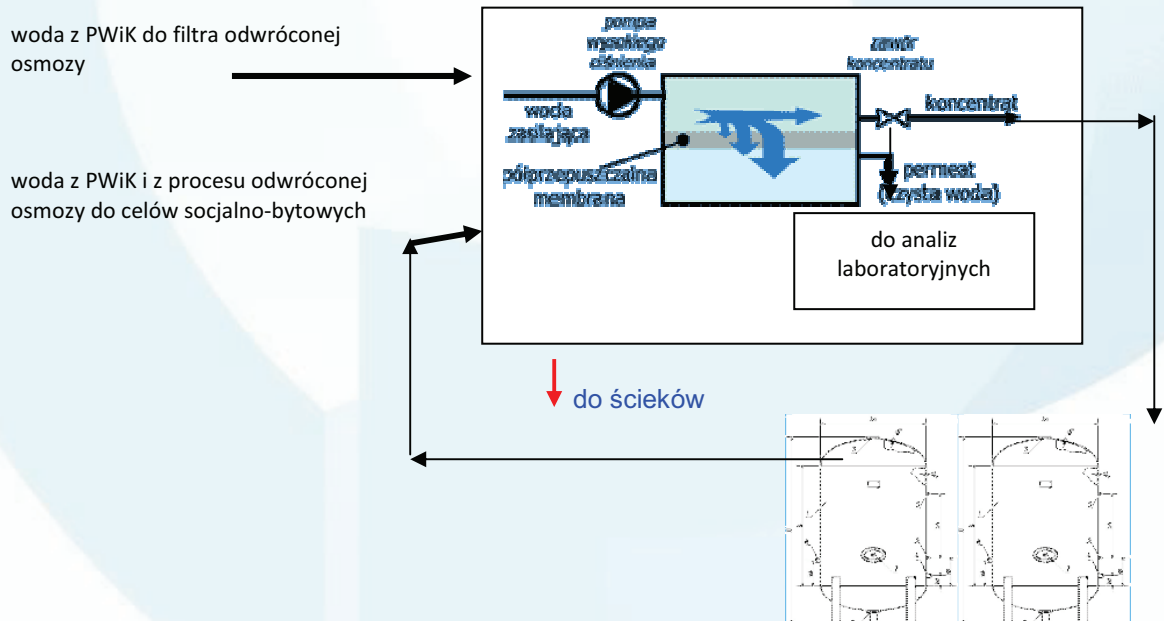 woda z PWiK do filtra odwróconej
osmozy
pompa
wysokiego
ciśnienia
zawór
koncentratu
woda
zasilająca
koncentrat
półprzepuszczalna
membrana
permeat
(czysta woda)
woda z PWiK i z procesu odwróconej
osmozy do celów socjalno-bytowych
do analiz
laboratoryjnych
do ścieków